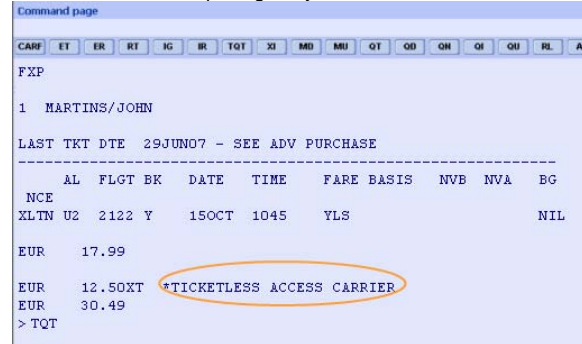 Command page
CARF ET ER RT IG IR TQT XI MD MU QT QD QN QI QU RL A
FXP
1 MARTINS/JOHN
LAST TKT DTE 29JUN07 - SEE ADV PURCHASE
------------------------------------------------------------
AL FLGT BK DATE TIME FARE BASIS NVB NVA BG
NCE
XLTN U2 2122 Y 15OCT 1045 YLS NIL
EUR 17.99
EUR 12.50XT *TICKETLESS ACCESS CARRIER
EUR 30.49
> TQT